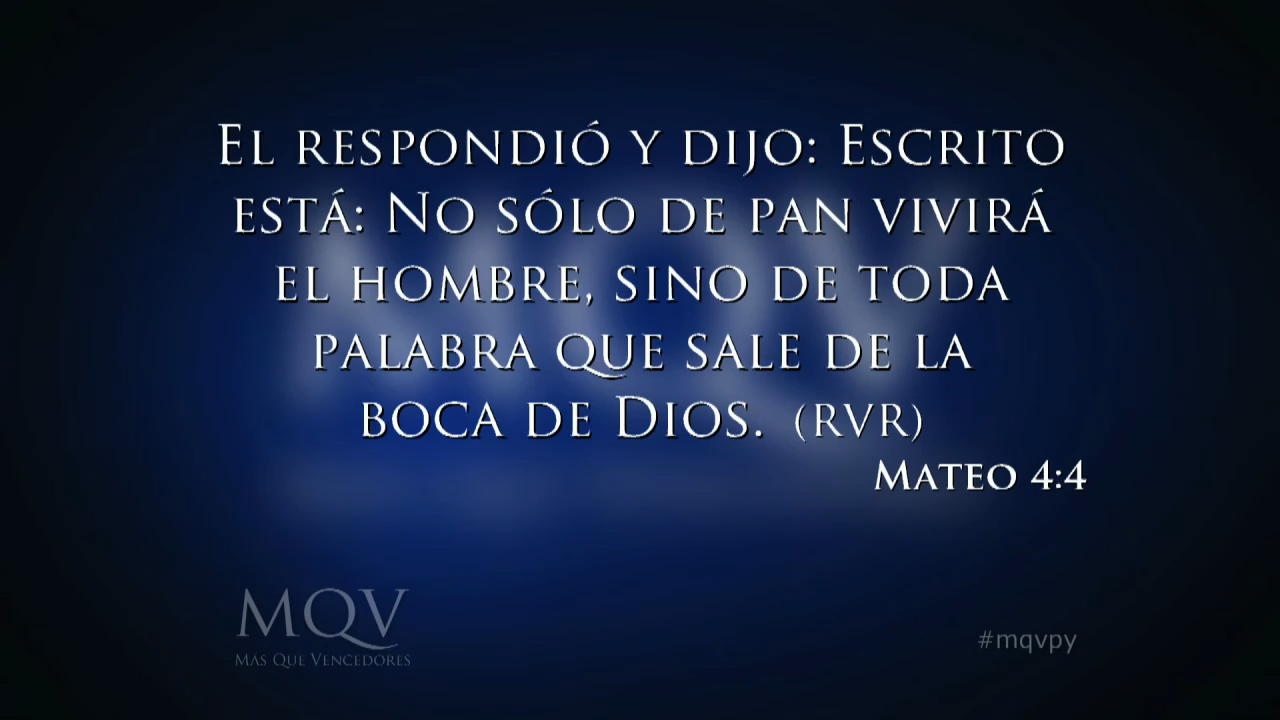 El respondió y dijo: Escrito
está: No sólo de pan vivirá
el hombre, sino de toda
palabra que sale de la
boca de Dios. (RVR)
Mateo 4:4
MQV
Más Que Vencedores
#mqvpy